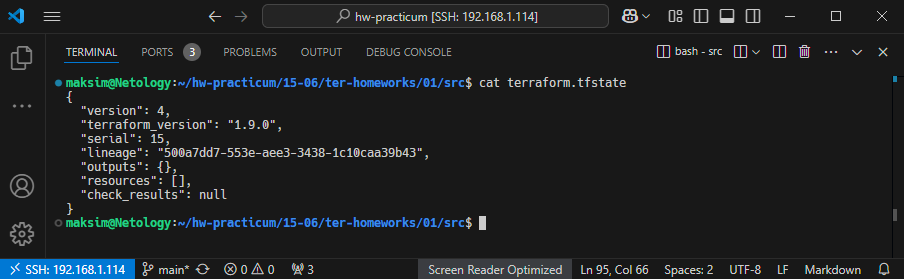 hw-practicum [SSH: 192.168.1.114]
TERMINAL PORTS 3 PROBLEMS OUTPUT DEBUG CONSOLE bash - src
maksim@Netology:~/hw-practicum/15-06/ter-homeworks/01/src$ cat terraform.tfstate
{
  "version": 4,
  "terraform_version": "1.9.0",
  "serial": 15,
  "lineage": "500a7dd7-553e-aee3-3438-1c10caa39b43",
  "outputs": {},
  "resources": [],
  "check_results": null
}
maksim@Netology:~/hw-practicum/15-06/ter-homeworks/01/src$
SSH: 192.168.1.114 main* 0 0 3 Screen Reader Optimized Ln 95, Col 66 Spaces: 2 UTF-8 LF Markdown